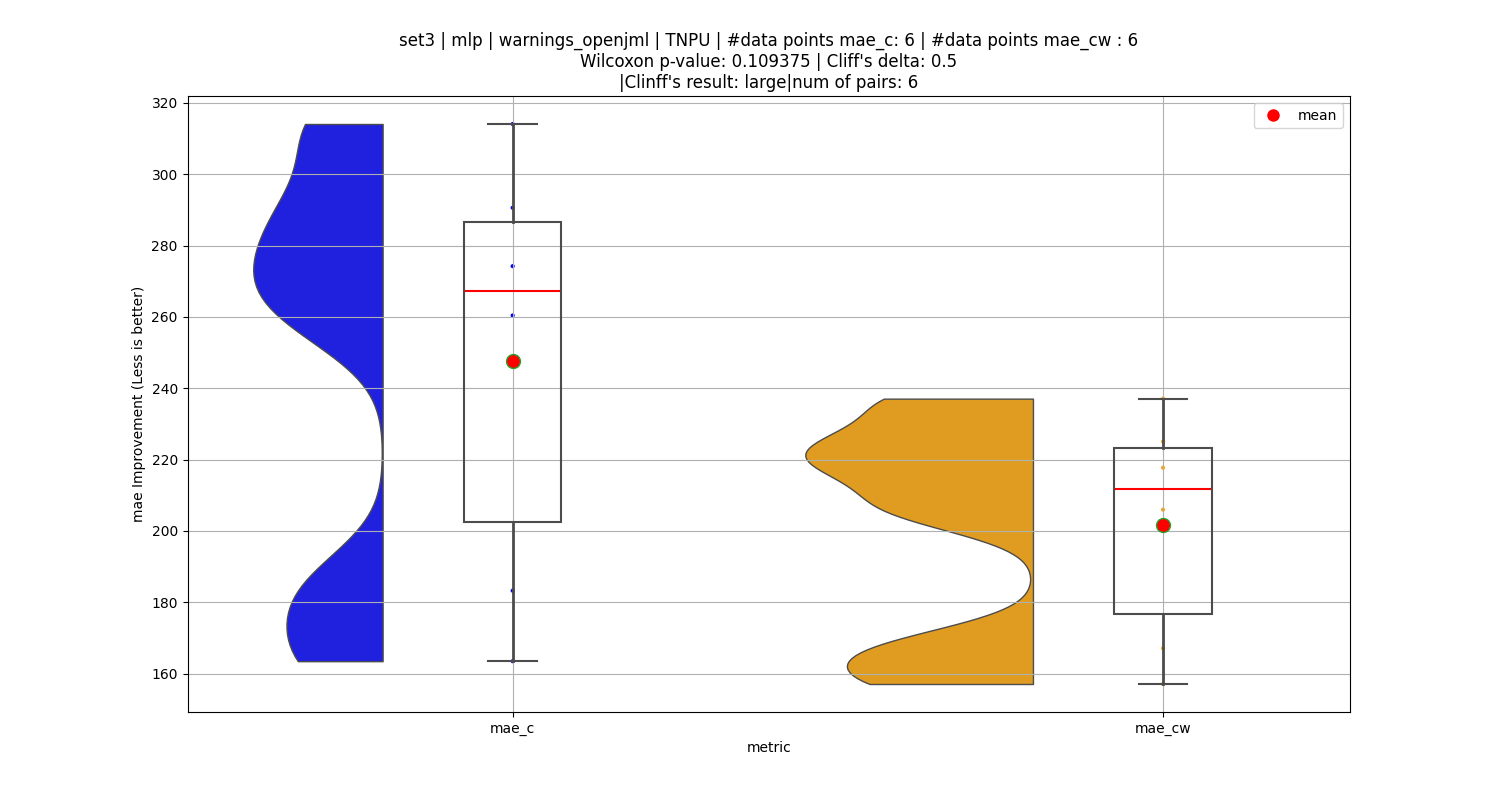 set3 | mlp | warnings_openjml | TNPU | #data points mae_c: 6 | #data points mae_cw : 6
Wilcoxon p-value: 0.109375 | Cliff's delta: 0.5
|Clinff's result: large|num of pairs: 6
mean
320
300
280
260
240
220
200
180
160
mae Improvement (Less is better)
mae_c
mae_cw
metric